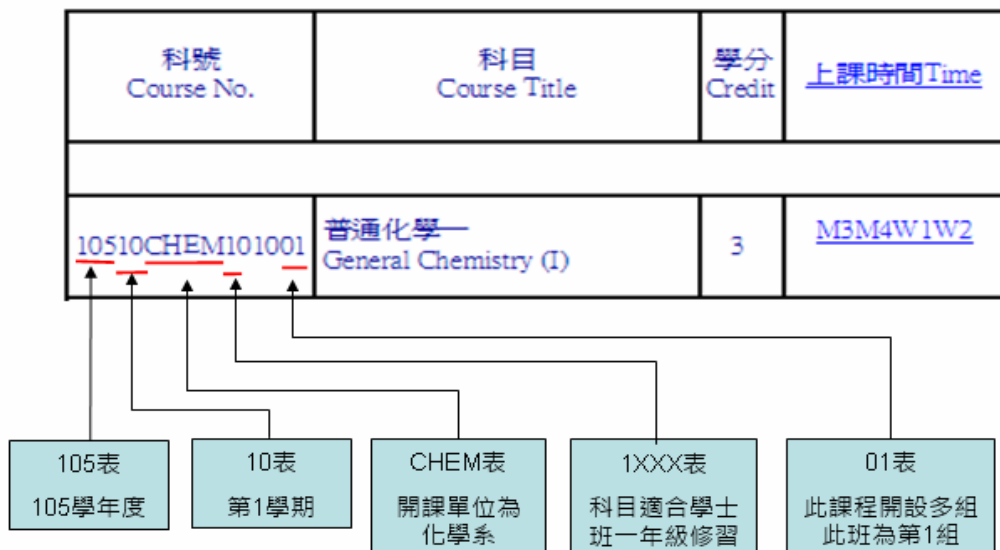 科號
Course No.
科目
Course Title
學分
Credit
上課時間Time
10510CHEM101001
普通化學一
General Chemistry (I)
3
M3M4W1W2
105表
105學年度
10表
第1學期
CHEM表
開課單位為
化學系
1XXX表
科目適合學士
班一年級修習
01表
此課程開設多組
此班為第1組